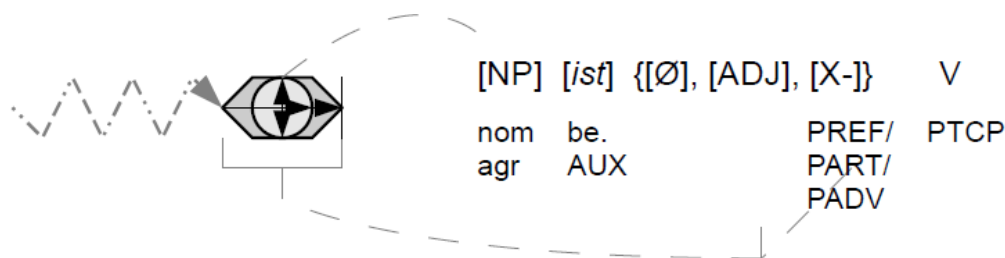 [NP] [ist] {[Ø], [ADJ], [X-]} V
nom be. PREF/ PTCP
agr AUX PART/
PADV